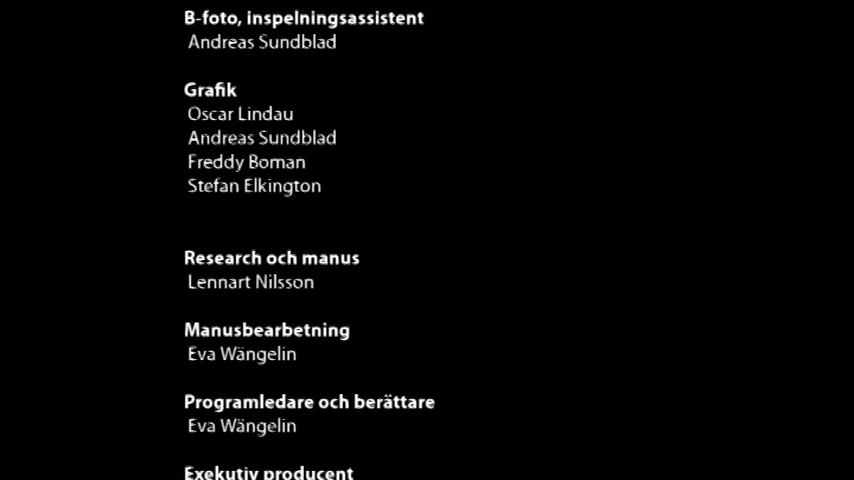 B-foto, inspelningsassistent
Andreas Sundblad
Grafik
Oscar Lindau
Andreas Sundblad
Freddy Boman
Stefan Elkington
Research och manus
Lennart Nilsson
Manusbearbetning
Eva Wängelin
Programledare och berättare
Eva Wängelin
Exekutiv producent